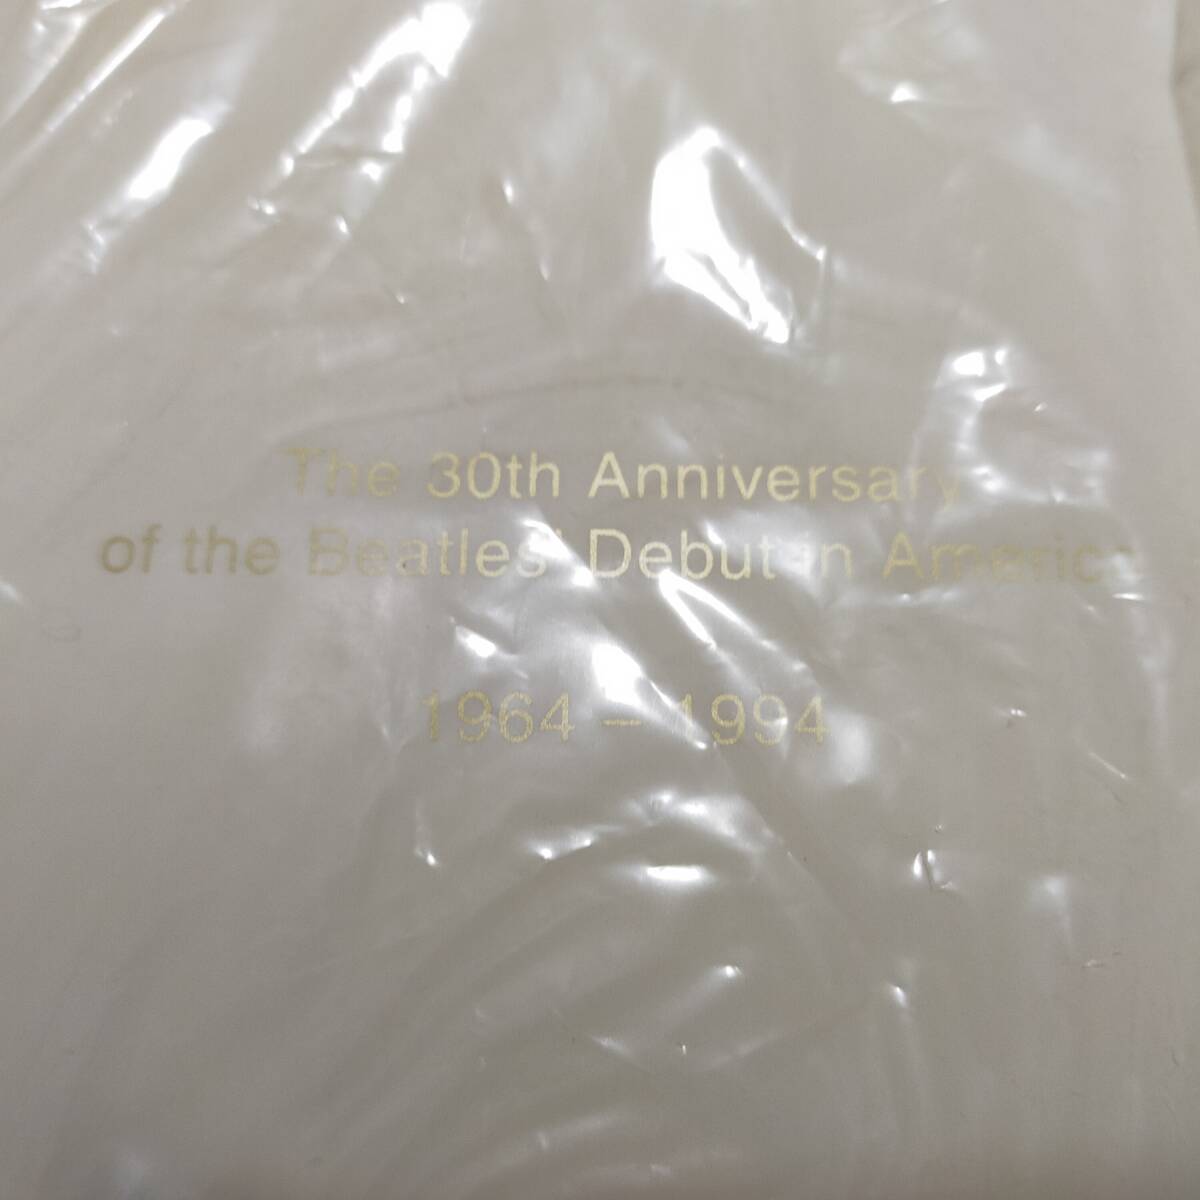 The 30th Anniversary
of the Beatles' Debut in America
1964 – 1994